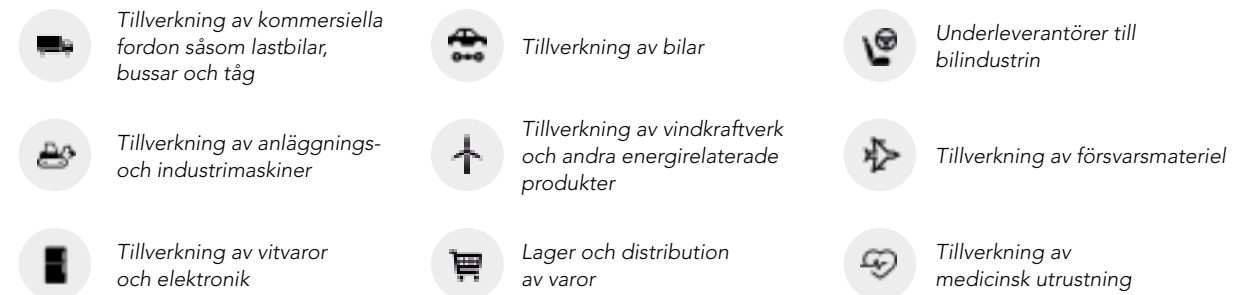 Tillverkning av kommersiella
fordon såsom lastbilar,
bussar och tåg
Tillverkning av bilar
Underleverantörer till
bilindustrin
Tillverkning av anläggnings-
och industrimaskiner
Tillverkning av vindkraftverk
och andra energirelaterade
produkter
Tillverkning av försvarsmateriel
Tillverkning av vitvaror
och elektronik
Lager och distribution
av varor
Tillverkning av
medicinsk utrustning